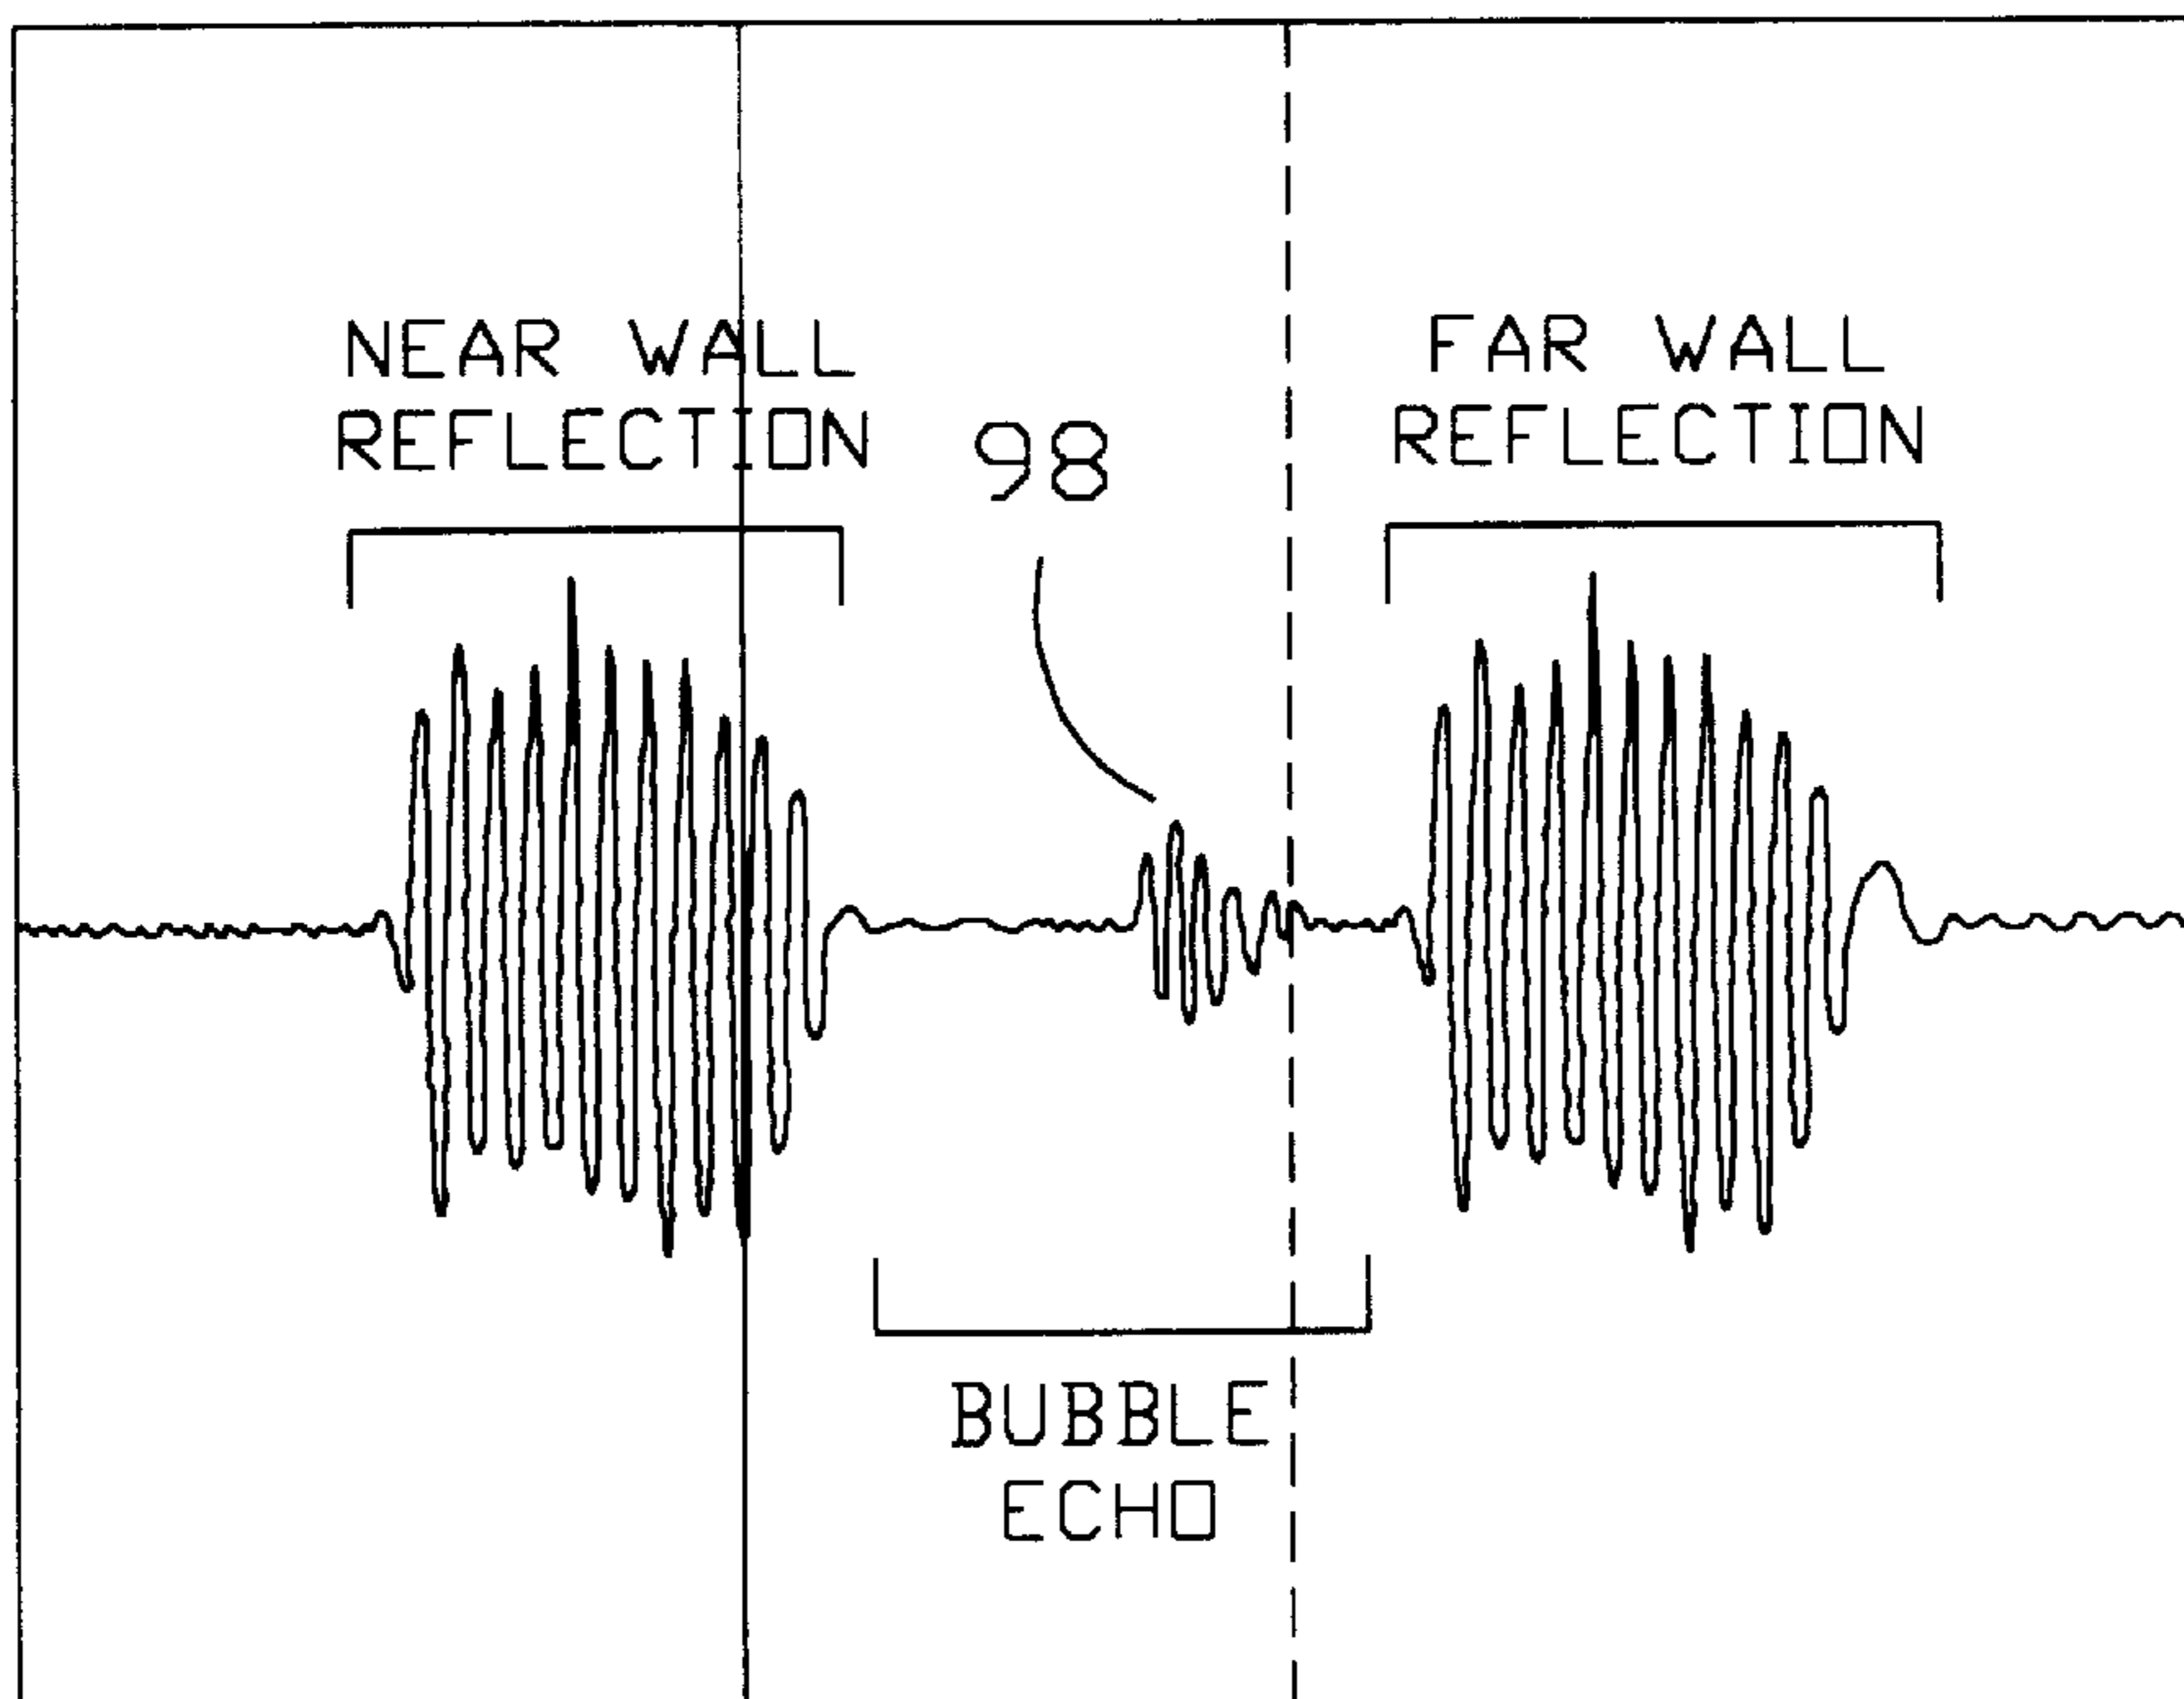 NEAR WALL
REFLECTION
98
FAR WALL
REFLECTION
BUBBLE
ECHO